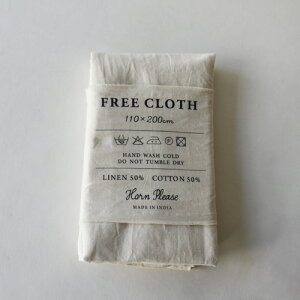 FREE CLOTH
110×200cm
HAND WASH COLD
DO NOT TUMBLE DRY
LINEN 50% COTTON 50%
Horn Please
MADE IN INDIA